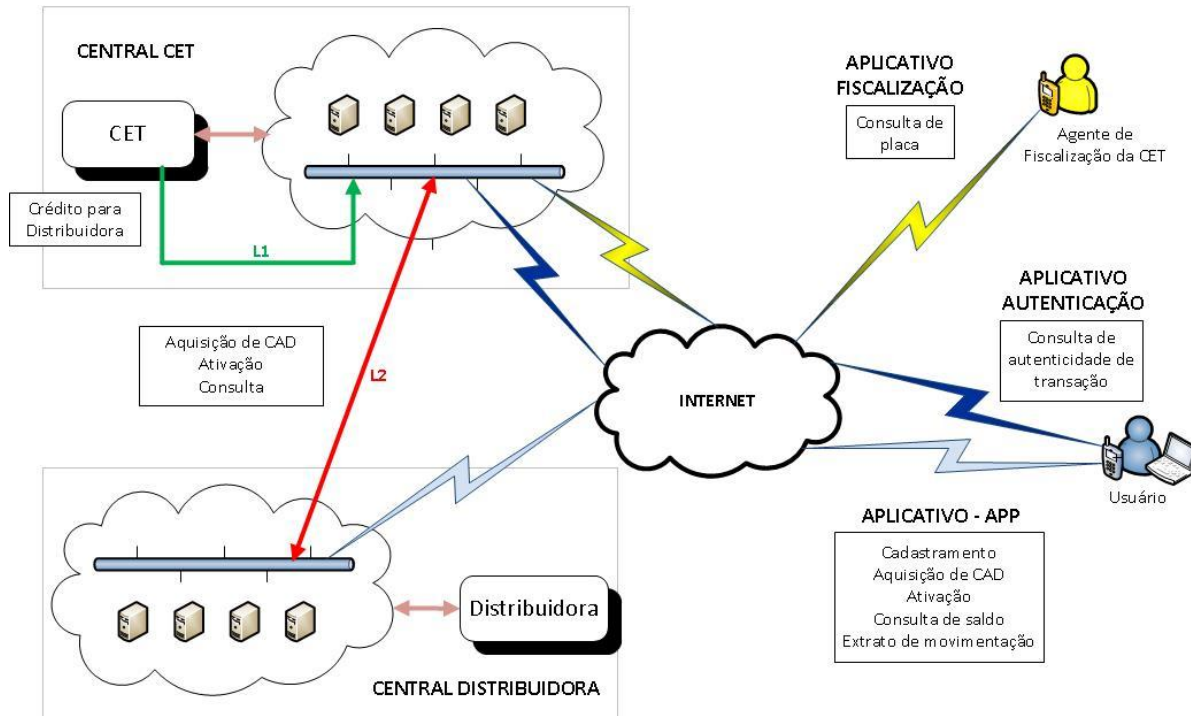 CENTRAL CET
CET
Crédito para
Distribuidora
L1
Aquisição de CAD
Ativação
Consulta
L2
APLICATIVO
FISCALIZAÇÃO
Consulta de
placa
Agente de
Fiscalização da CET
APLICATIVO
AUTENTICAÇÃO
Consulta de
autenticidade de
transação
INTERNET
Usuário
APLICATIVO - APP
Cadastramento
Aquisição de CAD
Ativação
Consulta de saldo
Extrato de movimentação
Distribuidora
CENTRAL DISTRIBUIDORA